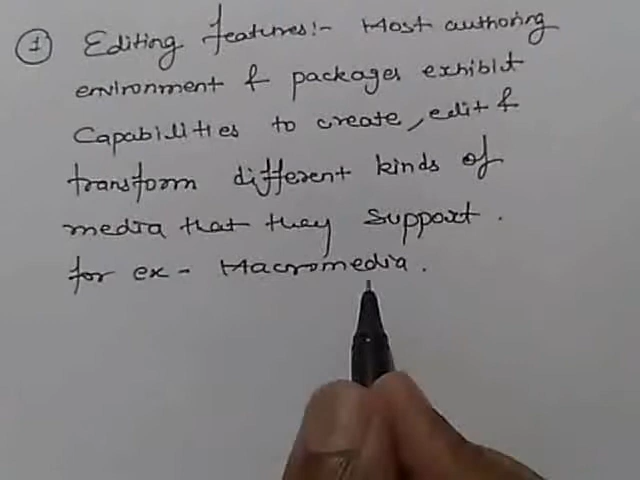 ① Editing features:- Most authoring
environment & packages exhibit
Capabilities to create, edit &
transform different kinds of
media that they support.
for ex - Macromedia.